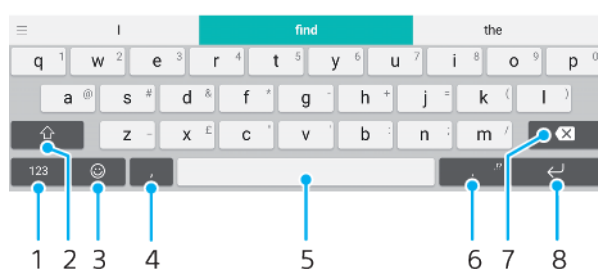 I find the
q 1 w 2 e 3 r 4 t 5 y 6 u 7 i 8 o 9 p 0
a @ s # d & f * g - h + j = k ( l )
z _ x £ c " v ' b : n ; m / 
123 , . ,!?
1 2 3 4 5 6 7 8